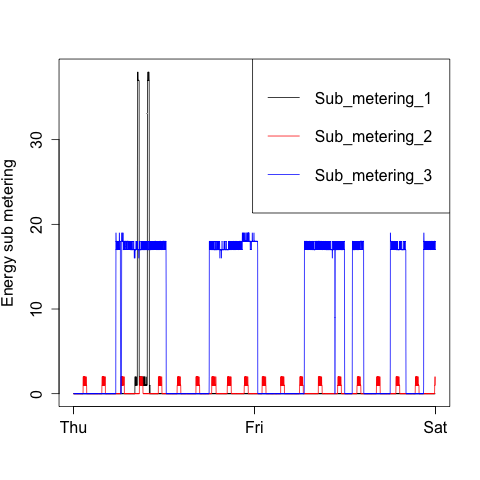 Energy sub metering
30
20
10
0
Sub_metering_1
Sub_metering_2
Sub_metering_3
Thu
Fri
Sat